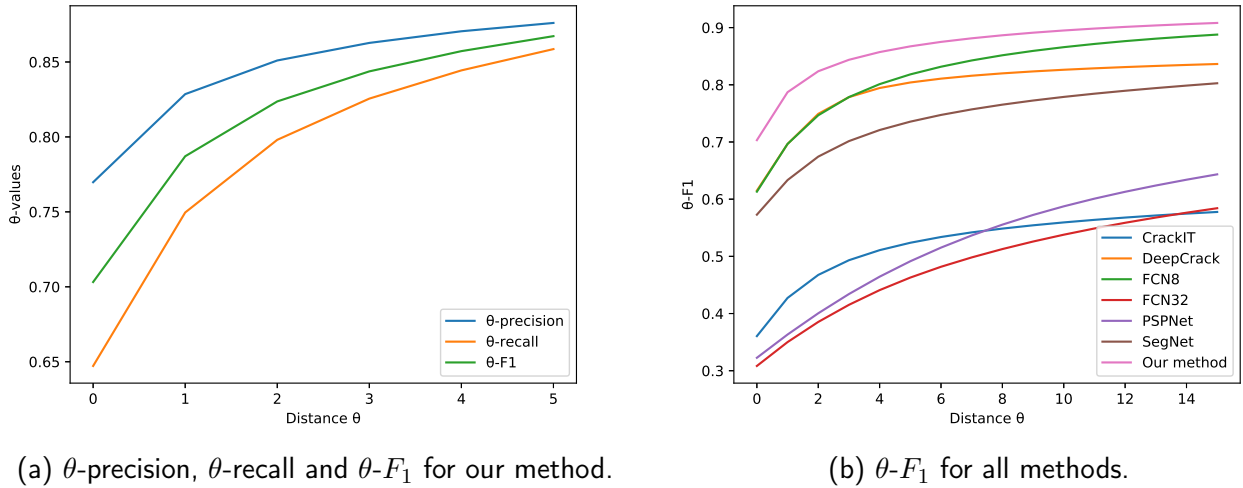 0.85
0.80
0.75
0.70
0.65
θ-values
θ-precision
θ-recall
θ-F1
0 1 2 3 4 5
Distance θ
(a) θ-precision, θ-recall and θ-F₁ for our method.
0.9
0.8
0.7
0.6
0.5
0.4
0.3
θ-F1
CrackIT
DeepCrack
FCN8
FCN32
PSPNet
SegNet
Our method
0 2 4 6 8 10 12 14
Distance θ
(b) θ-F₁ for all methods.